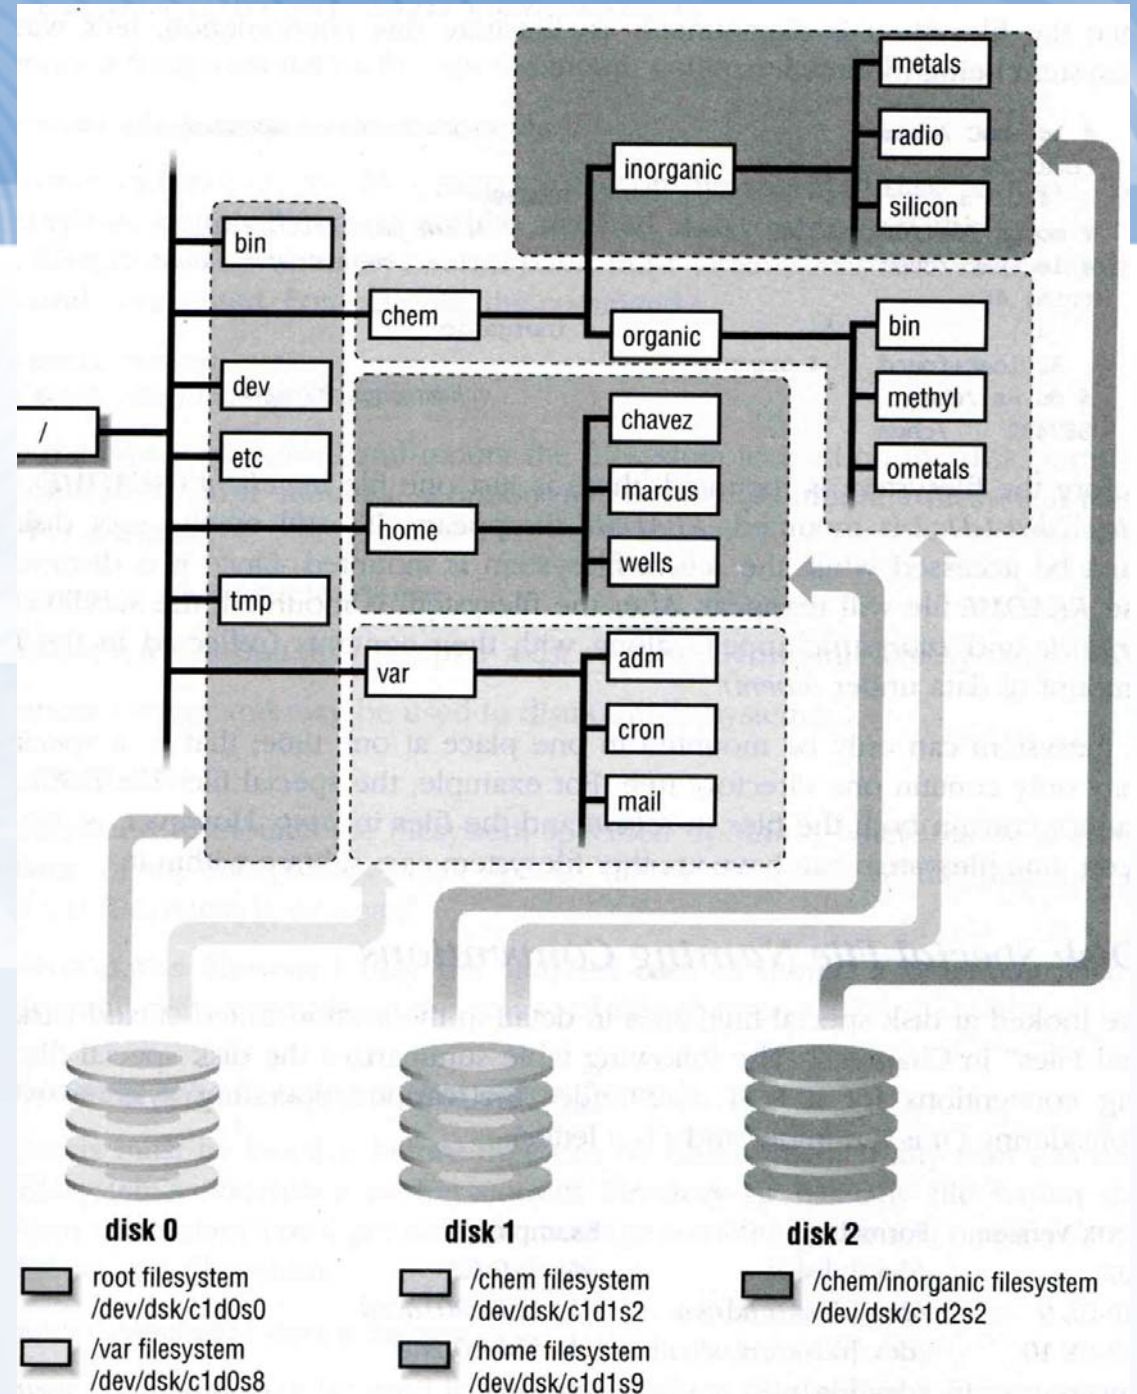 metals
radio
inorganic
silicon
bin
chem
bin
organic
dev
methyl
chavez
/
etc
ometals
marcus
home
wells
tmp
adm
var
cron
mail
disk 0
disk 1
disk 2
root filesystem
/dev/dsk/c1d0s0
/chem filesystem
/dev/dsk/c1d1s2
/chem/inorganic filesystem
/dev/dsk/c1d2s2
/var filesystem
/dev/dsk/c1d0s8
/home filesystem
/dev/dsk/c1d1s9